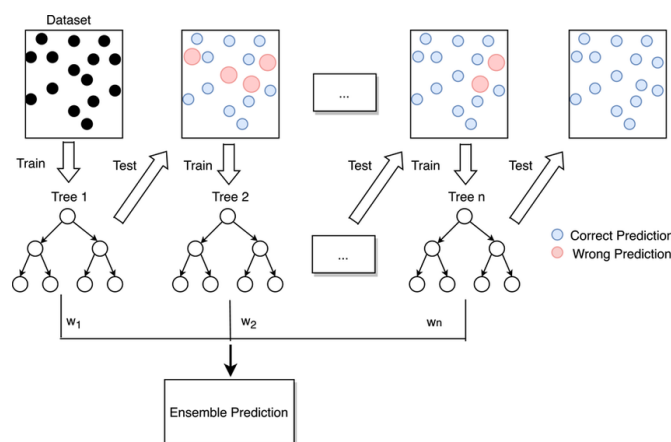 Dataset
...
Train
Test
Train
Test
Train
Test
Tree 1
Tree 2
Tree n
Correct Prediction
Wrong Prediction
...
w1
w2
wn
Ensemble Prediction